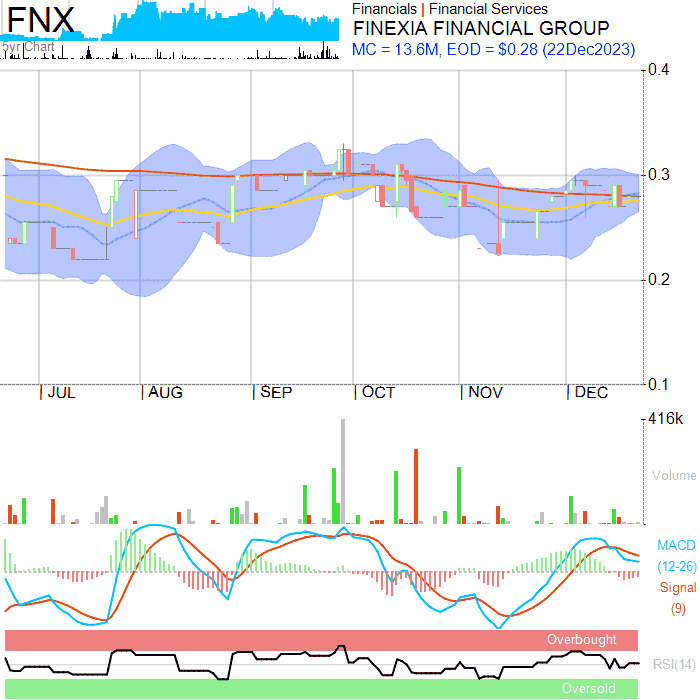 FNX
5yr Chart
Financials | Financial Services
FINEXIA FINANCIAL GROUP
MC = 13.6M, EOD = $0.28 (22Dec2023)
0.4
0.3
0.2
0.1
JUL
AUG
SEP
OCT
NOV
DEC
416k
Volume
MACD
(12-26)
Signal
(9)
Overbought
RSI(14)
Oversold